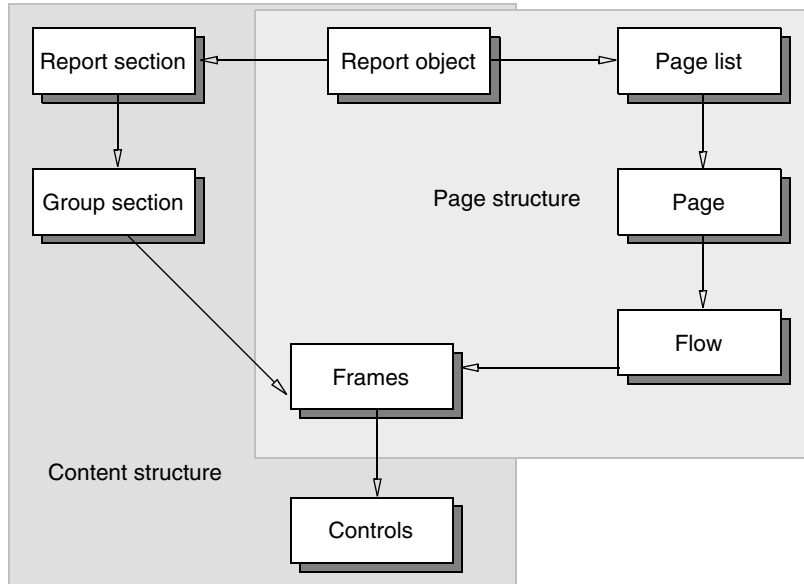 Report section
Report object
Page list
Group section
Page structure
Page
Flow
Frames
Content structure
Controls